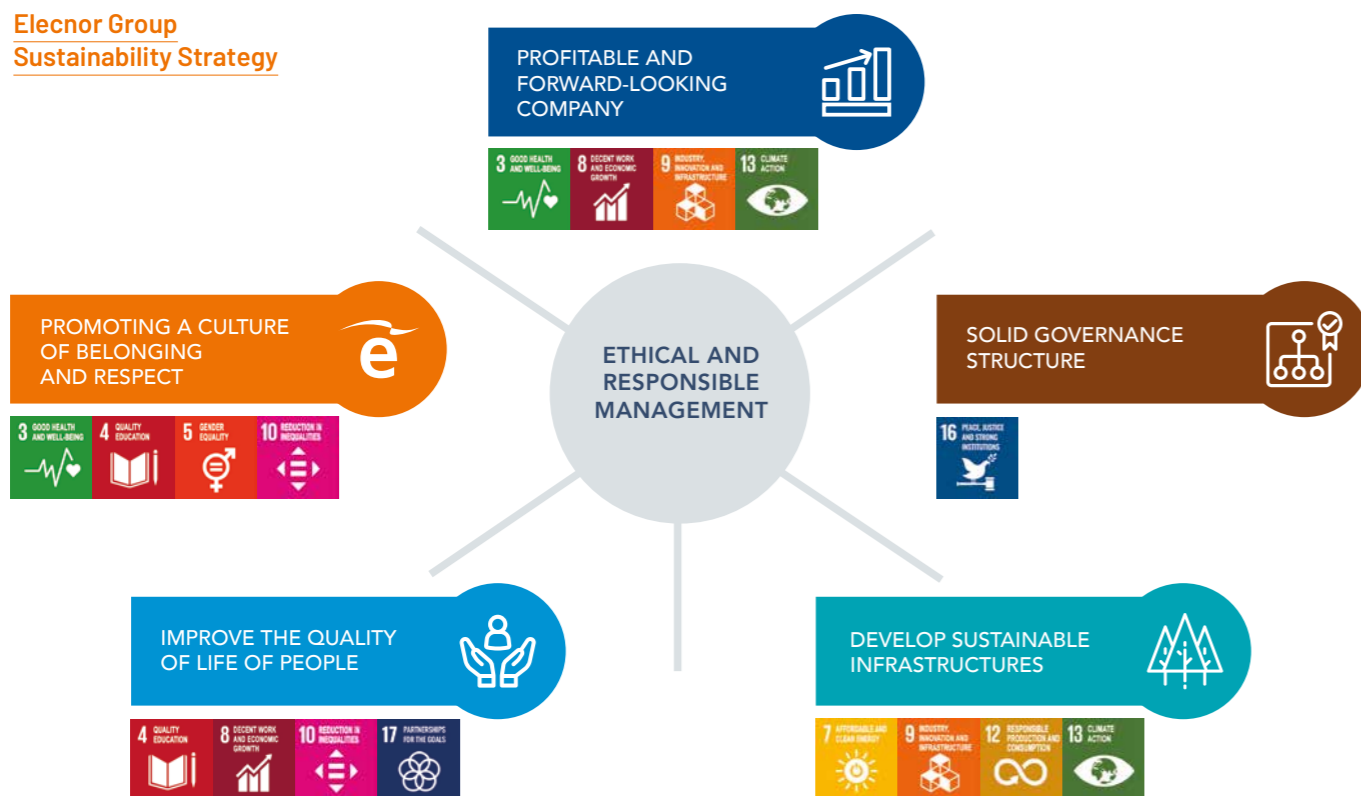 Elecnor Group
Sustainability Strategy
PROFITABLE AND
FORWARD-LOOKING
COMPANY
3 GOOD HEALTH
AND WELL-BEING
8 DECENT WORK
AND ECONOMIC
GROWTH
9 INDUSTRY,
INNOVATION AND
INFRASTRUCTURE
13 CLIMATE
ACTION
PROMOTING A CULTURE
OF BELONGING
AND RESPECT
e
3 GOOD HEALTH
AND WELL-BEING
4 QUALITY
EDUCATION
5 GENDER
EQUALITY
10 REDUCTION IN
INEQUALITIES
ETHICAL AND
RESPONSIBLE
MANAGEMENT
SOLID GOVERNANCE
STRUCTURE
16 PEACE, JUSTICE
AND STRONG
INSTITUTIONS
IMPROVE THE QUALITY
OF LIFE OF PEOPLE
4 QUALITY
EDUCATION
8 DECENT WORK
AND ECONOMIC
GROWTH
10 REDUCTION IN
INEQUALITIES
17 PARTNERSHIPS
FOR THE GOALS
DEVELOP SUSTAINABLE
INFRASTRUCTURES
7 AFFORDABLE AND
CLEAN ENERGY
9 INDUSTRY,
INNOVATION AND
INFRASTRUCTURE
12 RESPONSIBLE
PRODUCTION AND
CONSUMPTION
13 CLIMATE
ACTION